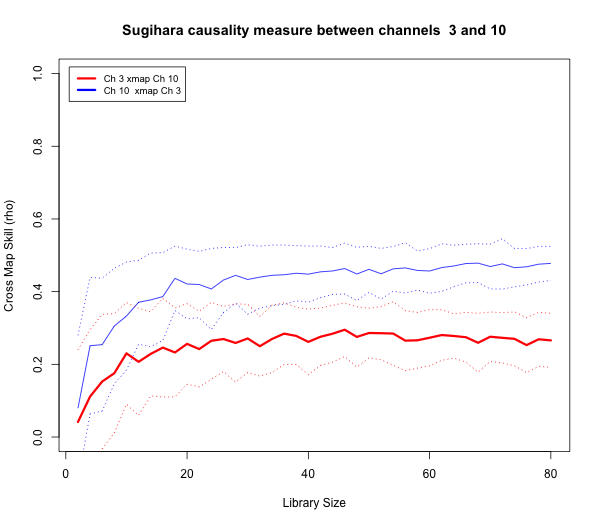 Sugihara causality measure between channels  3 and 10
Ch 3 xmap Ch 10
Ch 10  xmap Ch 3
Cross Map Skill (rho)
1.0
0.8
0.6
0.4
0.2
0.0
0 20 40 60 80
Library Size